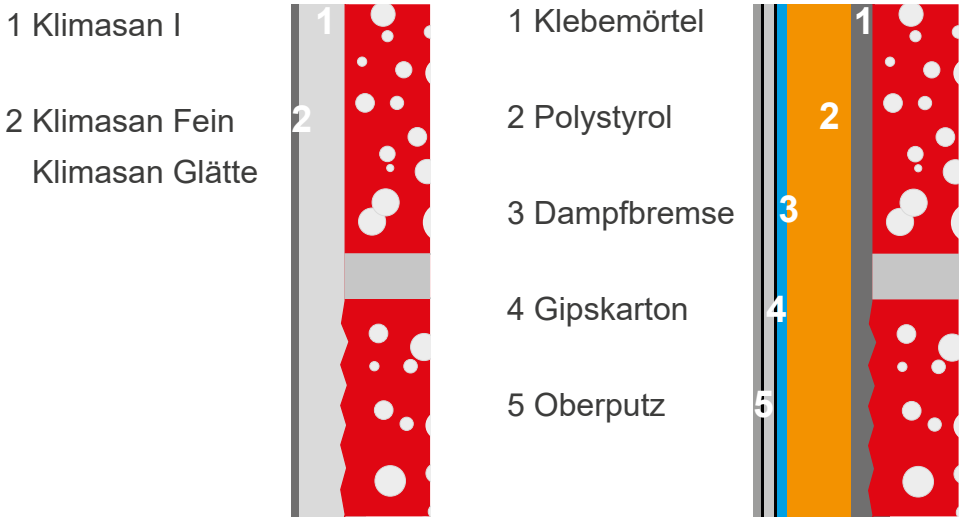 1 Klimasan I
2 Klimasan Fein
Klimasan Glätte
1
2
1 Klebemörtel
2 Polystyrol
3 Dampfbremse
4 Gipskarton
5 Oberputz
1
2
3
4
5